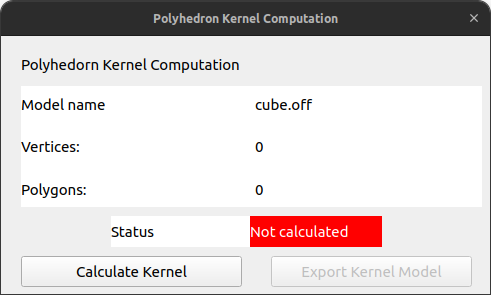 Polyhedron Kernel Computation
Polyhedorn Kernel Computation
Model name cube.off
Vertices: 0
Polygons: 0
Status Not calculated
Calculate Kernel Export Kernel Model